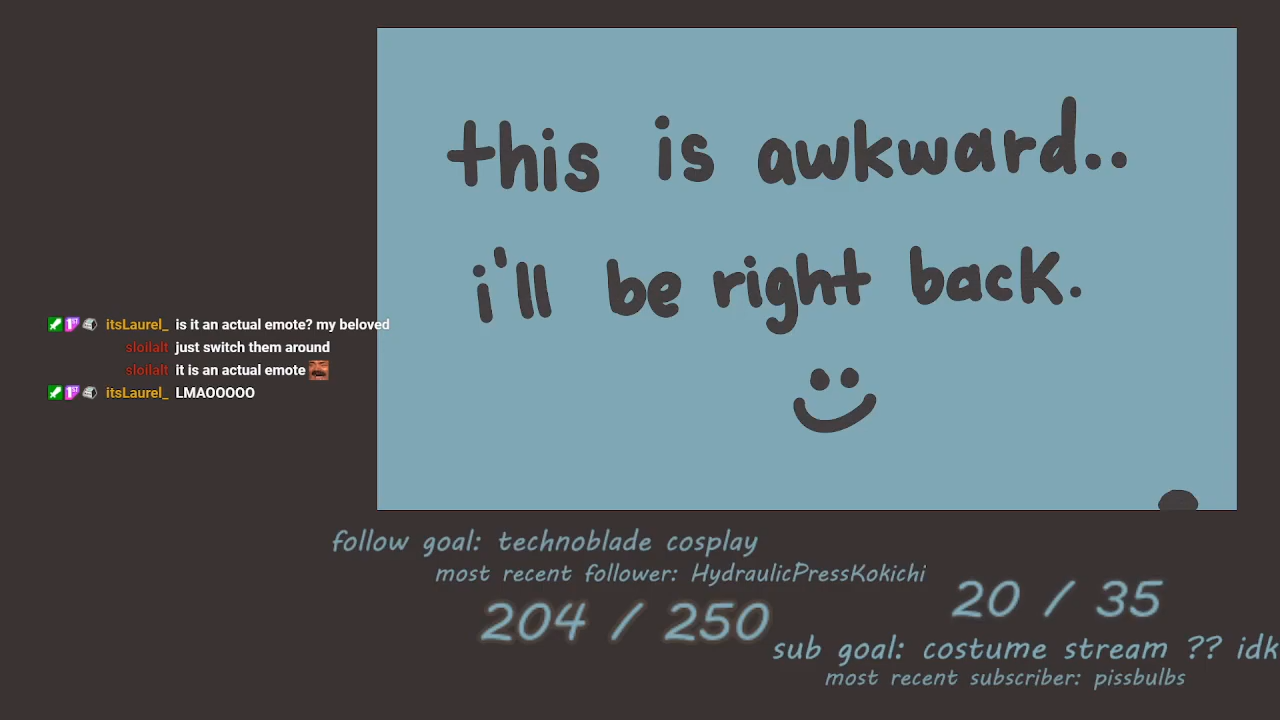 this is awkward..
i'll be right back.
itsLaurel_ is it an actual emote? my beloved
sloilalt just switch them around
sloilalt it is an actual emote
itsLaurel_ LMAOOOOO
follow goal: technoblade cosplay
most recent follower: HydraulicPressKokichi
204 / 250
20 / 35
sub goal: costume stream ?? idk
most recent subscriber: pissbulbs